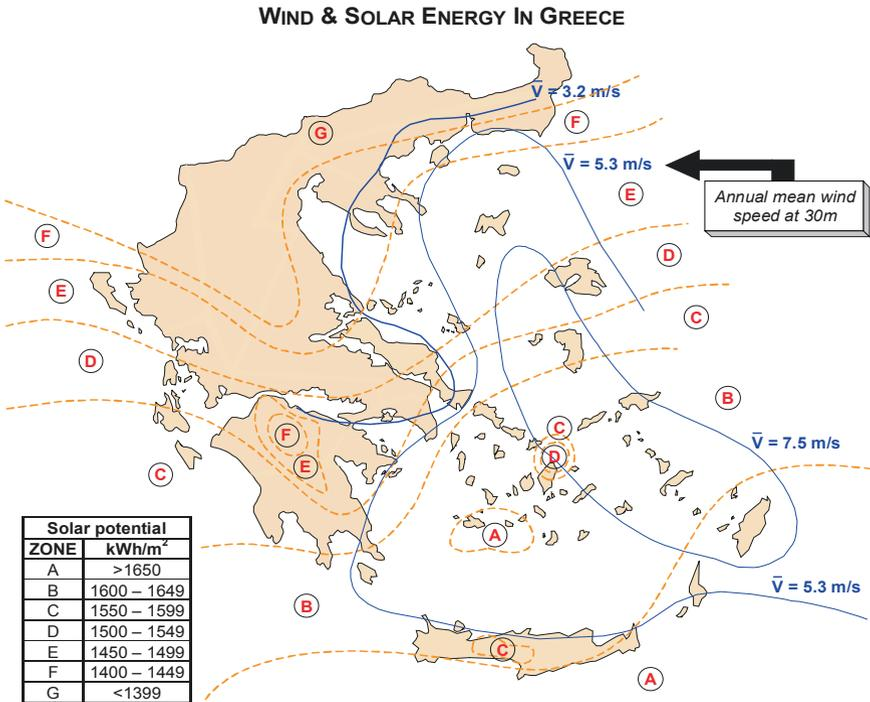 WIND & SOLAR ENERGY IN GREECE
V̅ = 3.2 m/s
F
G
V̅ = 5.3 m/s
E
Annual mean wind
speed at 30m
F
D
E
C
D
B
C
F
V̅ = 7.5 m/s
D
E
C
A
Solar potential
ZONE kWh/m²
A >1650
B 1600 – 1649
C 1550 – 1599
D 1500 – 1549
E 1450 – 1499
F 1400 – 1449
G <1399
V̅ = 5.3 m/s
B
C
A